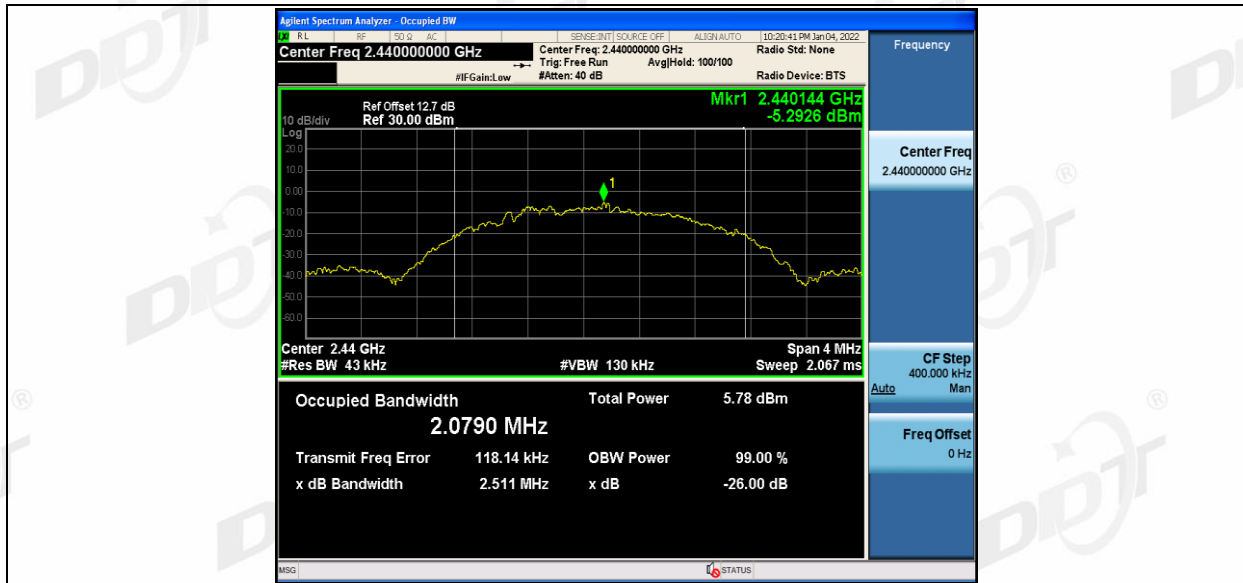 Agilent Spectrum Analyzer - Occupied BW
LXI RL RF 50 Ω AC SENSE:INT SOURCE OFF ALIGN AUTO 10:20:41 PM Jan 04, 2022
Center Freq 2.440000000 GHz
Center Freq: 2.440000000 GHz Radio Std: None
Trig: Free Run Avg|Hold: 100/100
#IFGain:Low #Atten: 40 dB Radio Device: BTS
Ref Offset 12.7 dB Mkr1 2.440144 GHz
10 dB/div Ref 30.00 dBm -5.2926 dBm
Log
20.0
10.0
0.00
-10.0
-20.0
-30.0
-40.0
-50.0
-60.0
1
Center 2.44 GHz Span 4 MHz
#Res BW 43 kHz #VBW 130 kHz Sweep 2.067 ms
Occupied Bandwidth Total Power 5.78 dBm
2.0790 MHz
Transmit Freq Error 118.14 kHz OBW Power 99.00 %
x dB Bandwidth 2.511 MHz x dB -26.00 dB
MSG STATUS
Frequency
Center Freq
2.440000000 GHz
CF Step
400.000 kHz
Auto Man
Freq Offset
0 Hz
DDT
®